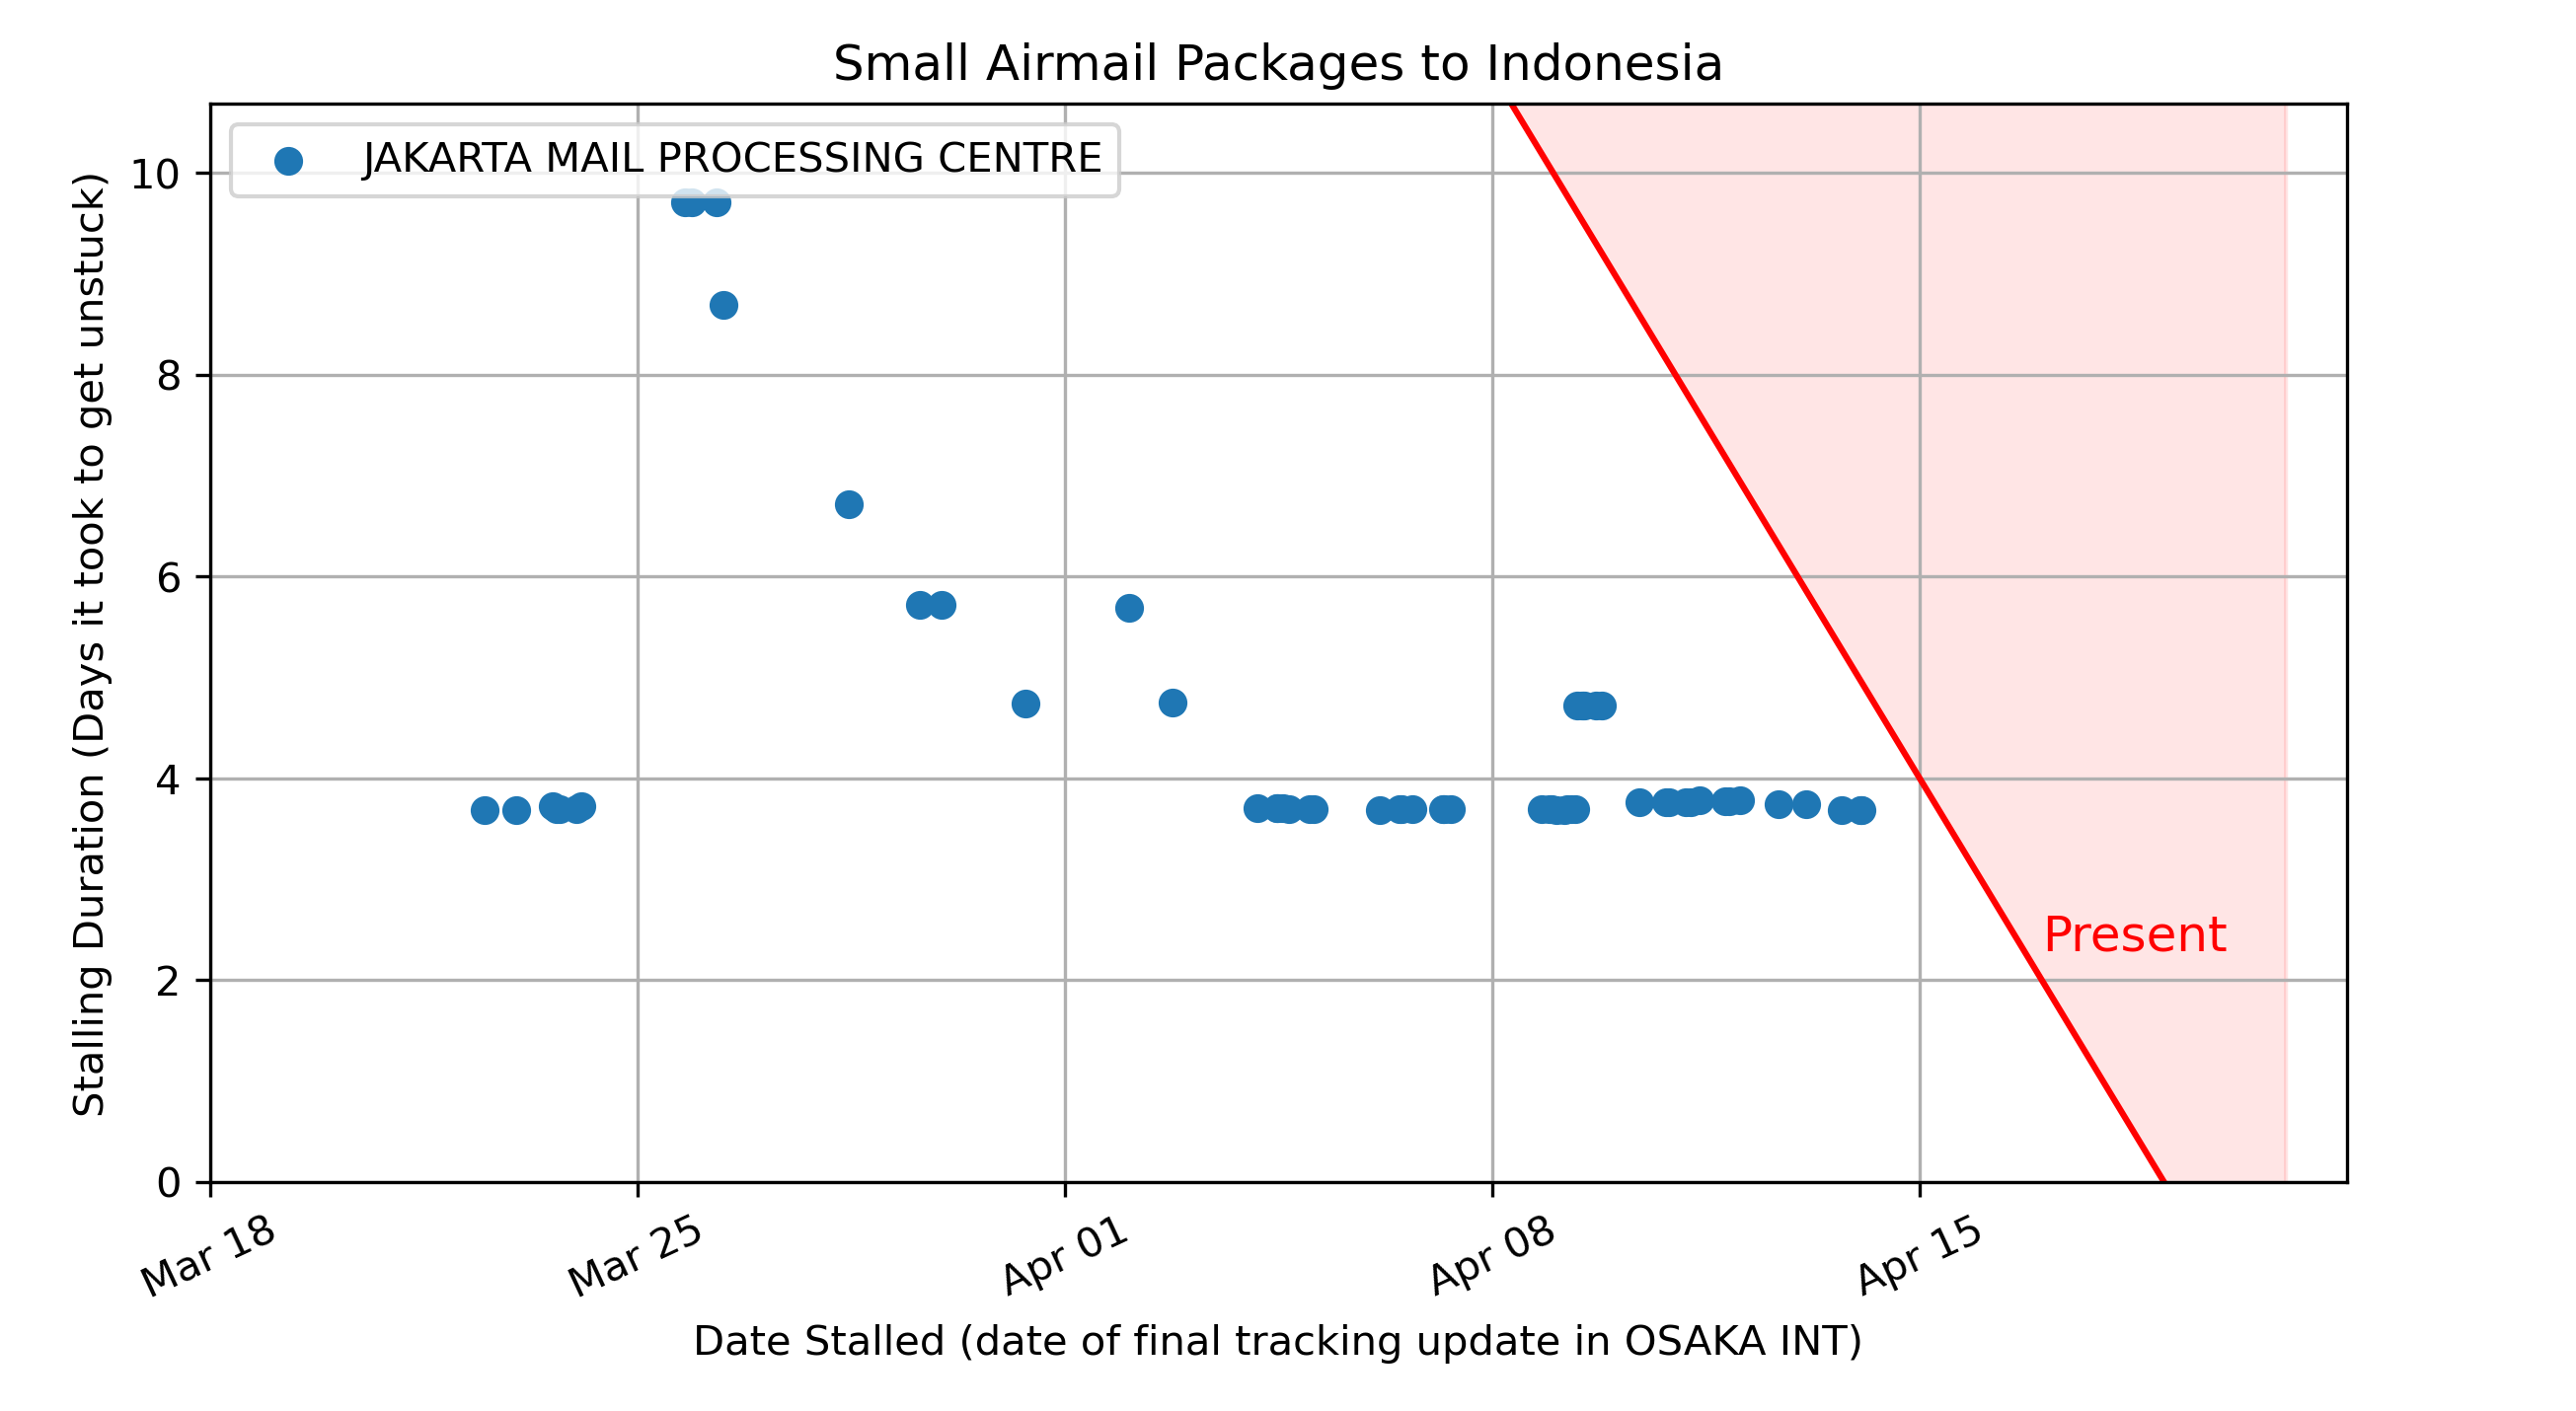 Small Airmail Packages to Indonesia
JAKARTA MAIL PROCESSING CENTRE
Stalling Duration (Days it took to get unstuck)
10
8
6
4
2
0
Present
Mar 18
Mar 25
Apr 01
Apr 08
Apr 15
Date Stalled (date of final tracking update in OSAKA INT)